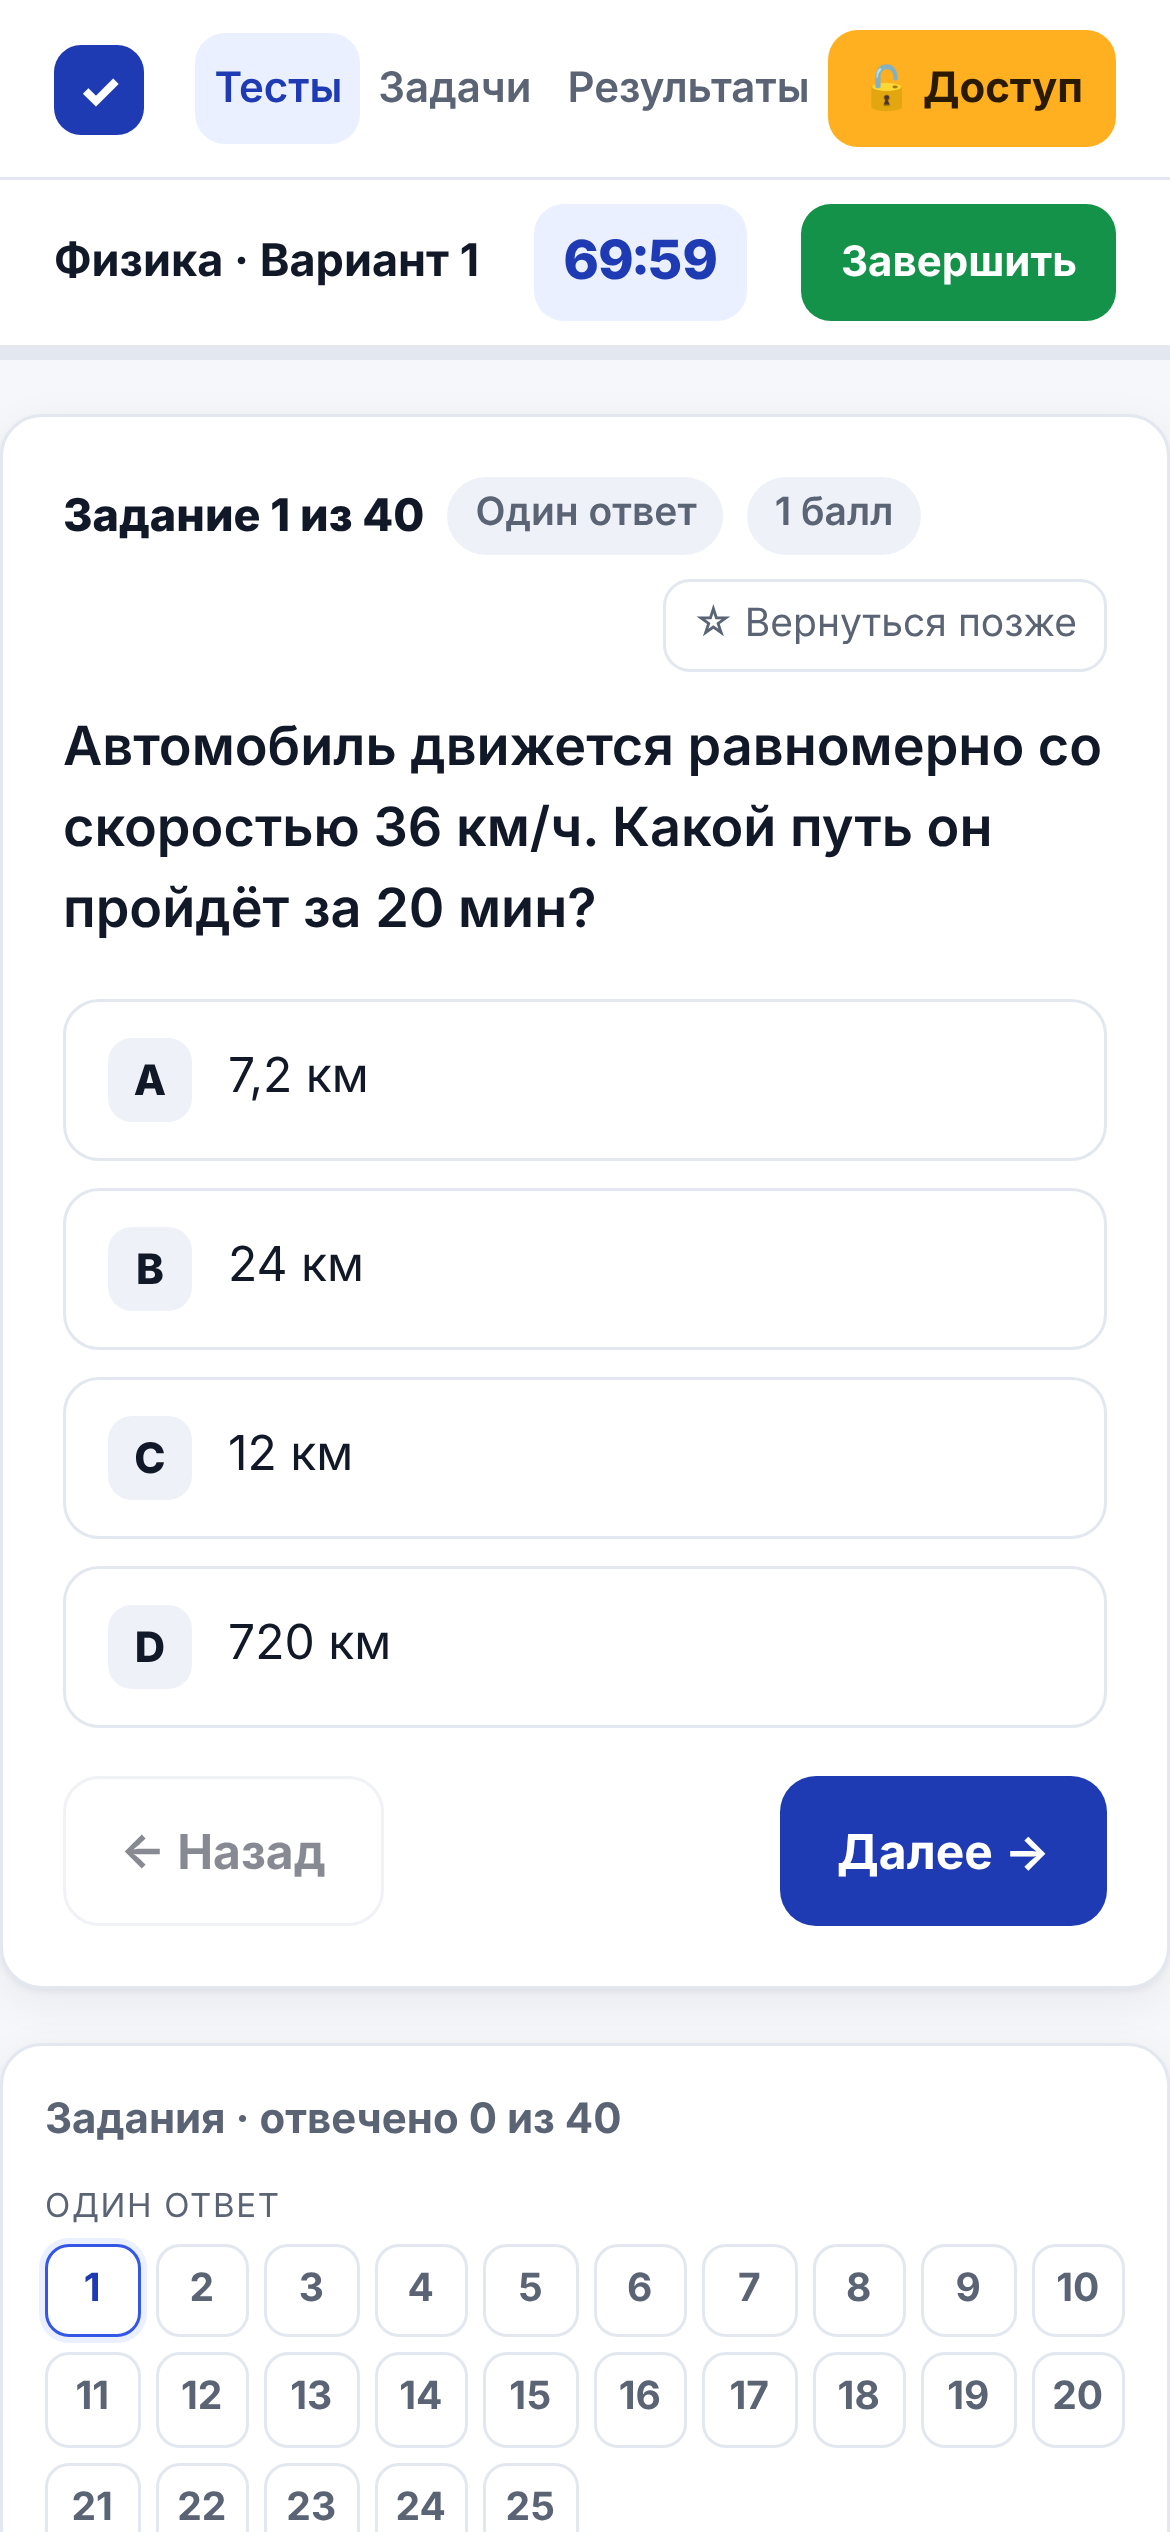 Тесты Задачи Результаты 🔓 Доступ
Физика · Вариант 1 69:59 Завершить
Задание 1 из 40 Один ответ 1 балл
☆ Вернуться позже
Автомобиль движется равномерно со
скоростью 36 км/ч. Какой путь он
пройдёт за 20 мин?
A 7,2 км
B 24 км
C 12 км
D 720 км
← Назад Далее →
Задания · отвечено 0 из 40
ОДИН ОТВЕТ
1 2 3 4 5 6 7 8 9 10
11 12 13 14 15 16 17 18 19 20
21 22 23 24 25